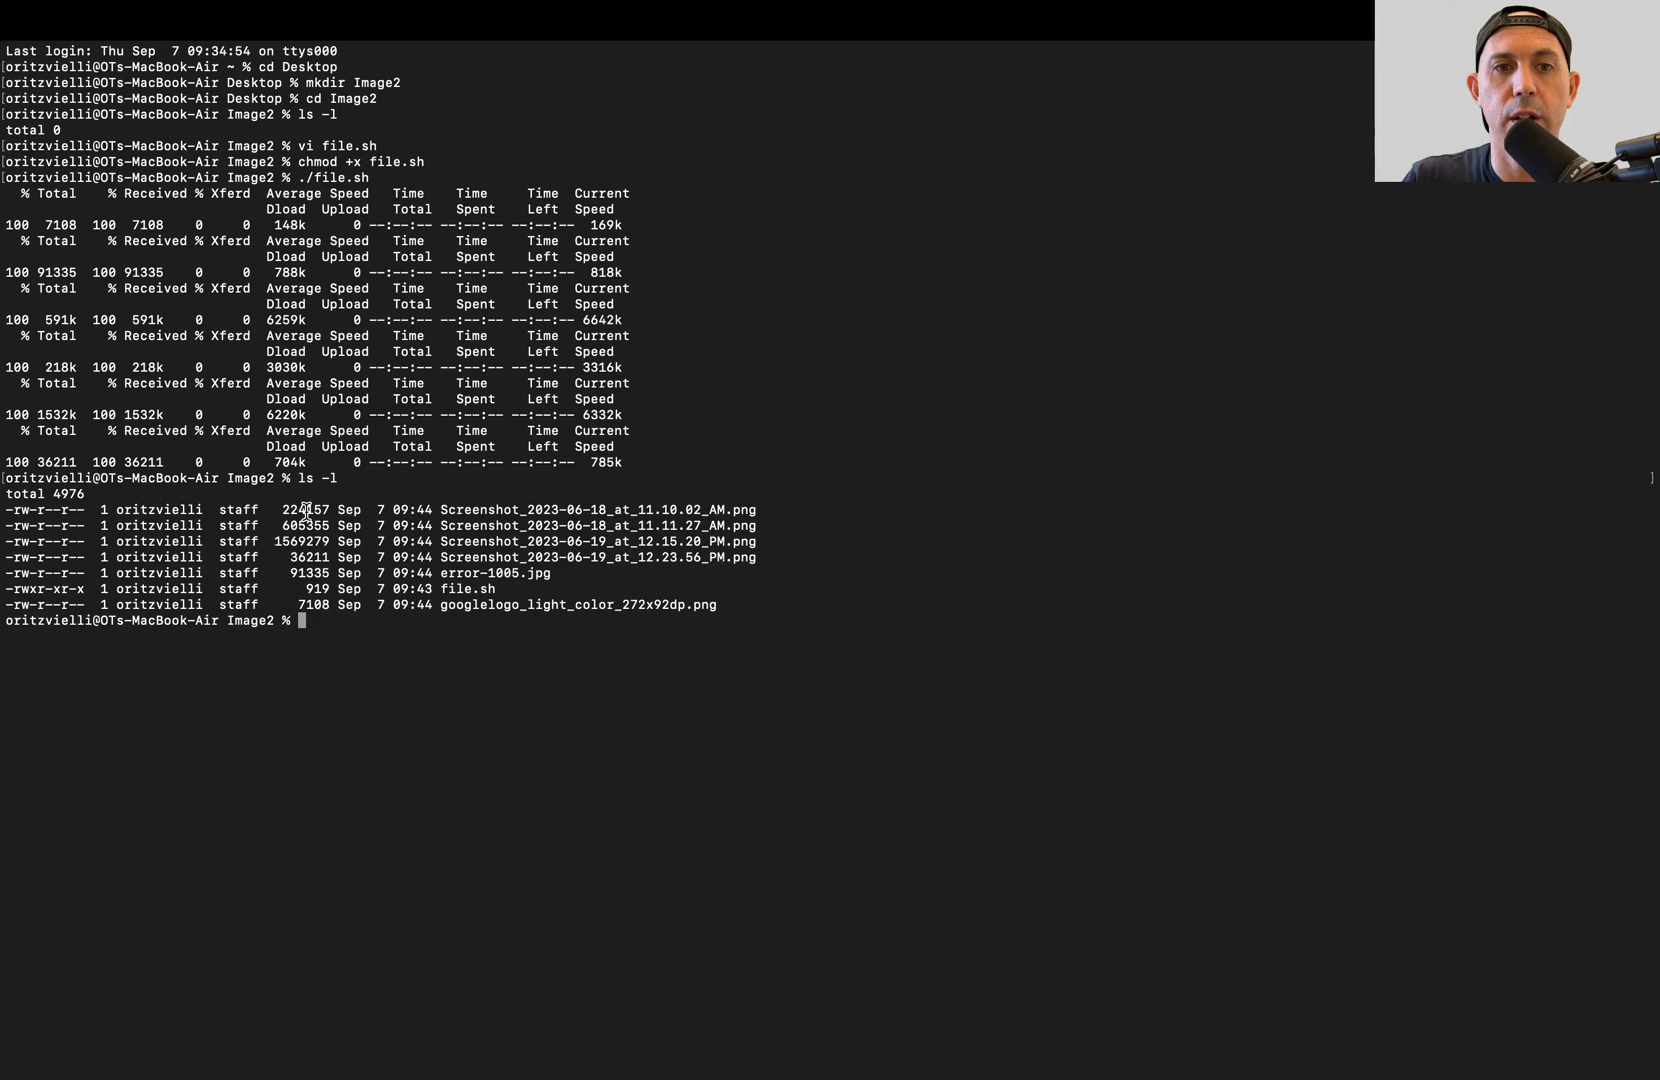 Last login: Thu Sep  7 09:34:54 on ttys000
[oritzvielli@OTs-MacBook-Air ~ % cd Desktop
[oritzvielli@OTs-MacBook-Air Desktop % mkdir Image2
[oritzvielli@OTs-MacBook-Air Desktop % cd Image2
[oritzvielli@OTs-MacBook-Air Image2 % ls -l
total 0
[oritzvielli@OTs-MacBook-Air Image2 % vi file.sh
[oritzvielli@OTs-MacBook-Air Image2 % chmod +x file.sh
[oritzvielli@OTs-MacBook-Air Image2 % ./file.sh
  % Total    % Received % Xferd  Average Speed   Time    Time     Time  Current
                                 Dload  Upload   Total   Spent    Left  Speed
100  7108  100  7108    0     0   148k      0 --:--:-- --:--:-- --:--:--  169k
  % Total    % Received % Xferd  Average Speed   Time    Time     Time  Current
                                 Dload  Upload   Total   Spent    Left  Speed
100 91335  100 91335    0     0   788k      0 --:--:-- --:--:-- --:--:--  818k
  % Total    % Received % Xferd  Average Speed   Time    Time     Time  Current
                                 Dload  Upload   Total   Spent    Left  Speed
100  591k  100  591k    0     0  6259k      0 --:--:-- --:--:-- --:--:-- 6642k
  % Total    % Received % Xferd  Average Speed   Time    Time     Time  Current
                                 Dload  Upload   Total   Spent    Left  Speed
100  218k  100  218k    0     0  3030k      0 --:--:-- --:--:-- --:--:-- 3316k
  % Total    % Received % Xferd  Average Speed   Time    Time     Time  Current
                                 Dload  Upload   Total   Spent    Left  Speed
100 1532k  100 1532k    0     0  6220k      0 --:--:-- --:--:-- --:--:-- 6332k
  % Total    % Received % Xferd  Average Speed   Time    Time     Time  Current
                                 Dload  Upload   Total   Spent    Left  Speed
100 36211  100 36211    0     0   704k      0 --:--:-- --:--:-- --:--:--  785k
[oritzvielli@OTs-MacBook-Air Image2 % ls -l ]
total 4976
-rw-r--r--  1 oritzvielli  staff   224157 Sep  7 09:44 Screenshot_2023-06-18_at_11.10.02_AM.png
-rw-r--r--  1 oritzvielli  staff   605355 Sep  7 09:44 Screenshot_2023-06-18_at_11.11.27_AM.png
-rw-r--r--  1 oritzvielli  staff  1569279 Sep  7 09:44 Screenshot_2023-06-19_at_12.15.20_PM.png
-rw-r--r--  1 oritzvielli  staff    36211 Sep  7 09:44 Screenshot_2023-06-19_at_12.23.56_PM.png
-rw-r--r--  1 oritzvielli  staff    91335 Sep  7 09:44 error-1005.jpg
-rwxr-xr-x  1 oritzvielli  staff      919 Sep  7 09:43 file.sh
-rw-r--r--  1 oritzvielli  staff     7108 Sep  7 09:44 googlelogo_light_color_272x92dp.png
oritzvielli@OTs-MacBook-Air Image2 %